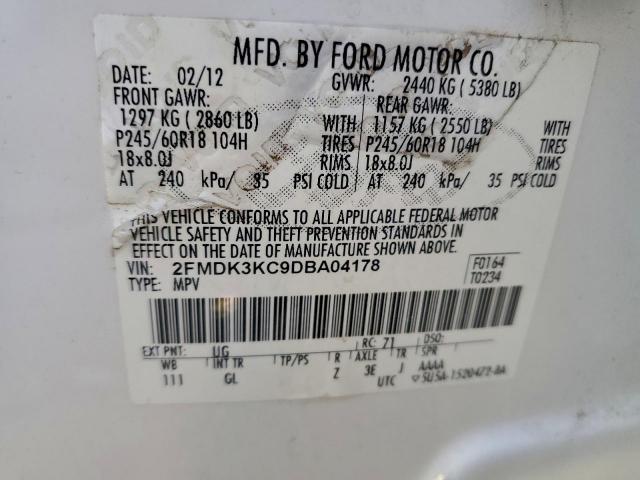 MFD. BY FORD MOTOR CO.
DATE: 02/12 GVWR: 2440 KG ( 5380 LB)
FRONT GAWR: REAR GAWR:
1297 KG ( 2860 LB) WITH 1157 KG ( 2550 LB) WITH
P245/60R18 104H TIRES P245/60R18 104H TIRES
18x8.0J RIMS 18x8.0J RIMS
AT 240 kPa/ 35 PSI COLD AT 240 kPa/ 35 PSI COLD
THIS VEHICLE CONFORMS TO ALL APPLICABLE FEDERAL MOTOR
VEHICLE SAFETY AND THEFT PREVENTION STANDARDS IN
EFFECT ON THE DATE OF MANUFACTURE SHOWN ABOVE.
VIN: 2FMDK3KC9DBA04178 F0164
TYPE: MPV T0234
EXT PNT: UG RC: Z1 DSO:
WB INT TR TP/PS R AXLE TR SPR
111 GL Z 3E J AAAA
UTC